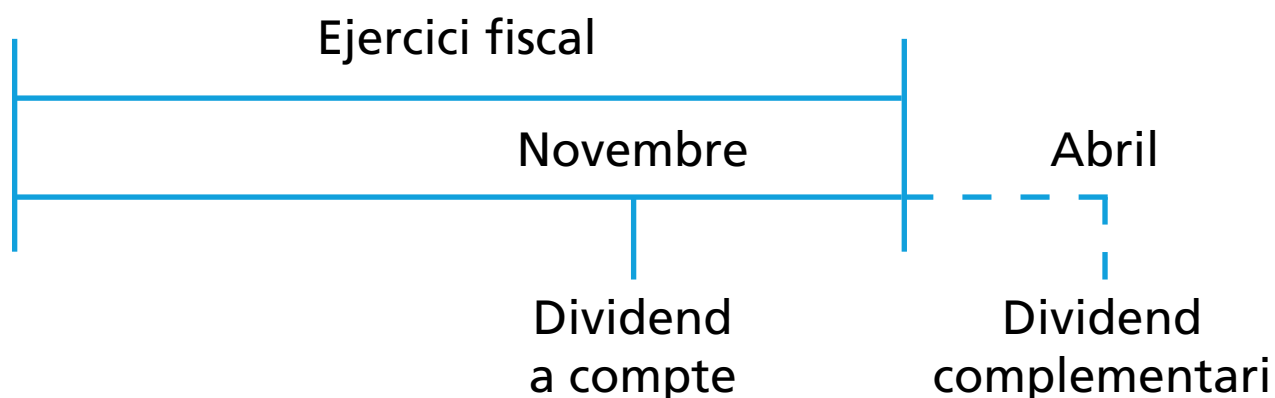 Ejercici fiscal
Novembre
Abril
Dividend
a compte
Dividend
complementari